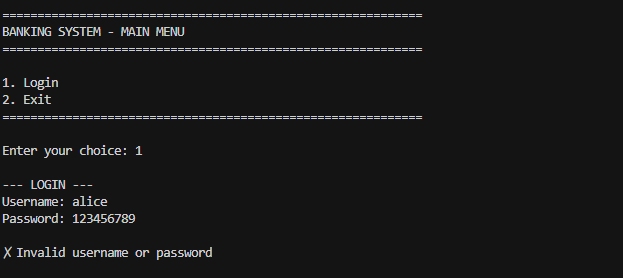 ============================================================
BANKING SYSTEM - MAIN MENU
============================================================
1. Login
2. Exit
============================================================
Enter your choice: 1
--- LOGIN ---
Username: alice
Password: 123456789
✗ Invalid username or password